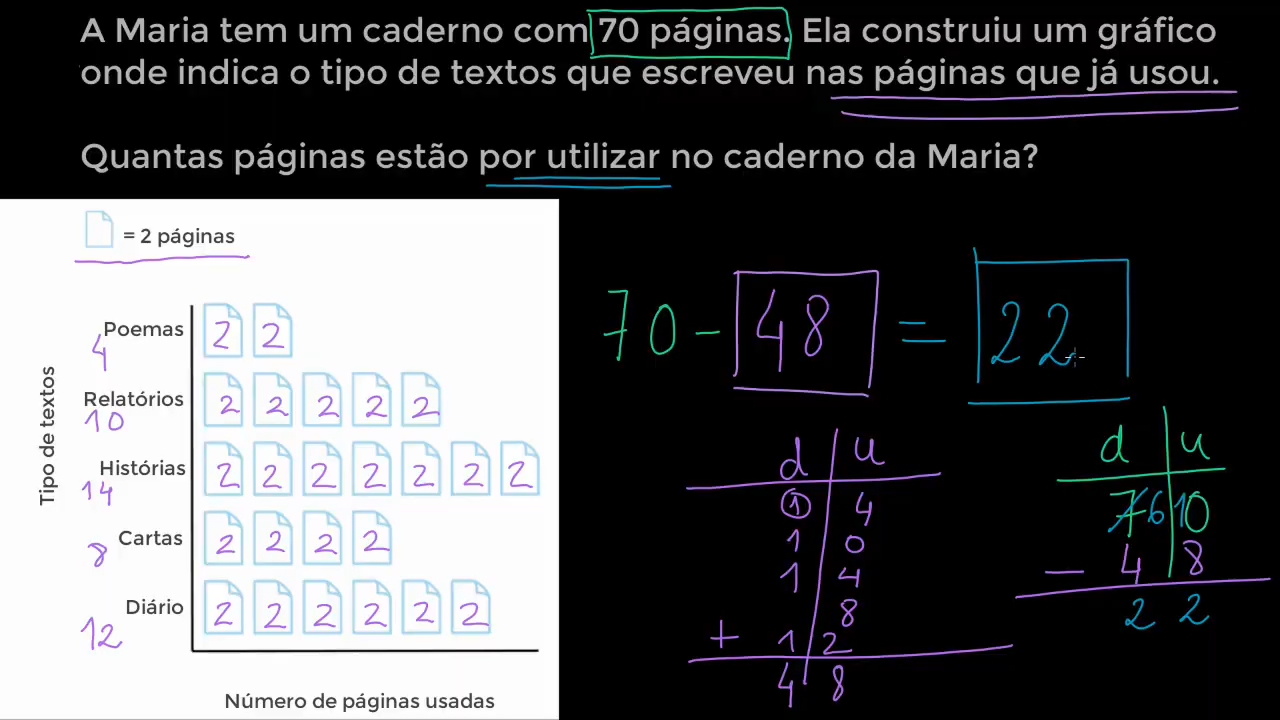 A Maria tem um caderno com 70 páginas. Ela construiu um gráfico
onde indica o tipo de textos que escreveu nas páginas que já usou.
Quantas páginas estão por utilizar no caderno da Maria?
= 2 páginas
Tipo de textos
Poemas 2 2
4
Relatórios 2 2 2 2 2
10
Histórias 2 2 2 2 2 2 2
14
Cartas 2 2 2 2
8
Diário 2 2 2 2 2 2
12
Número de páginas usadas
70 - 48 = 22
d u
1 4
1 0
1 4
8
+ 1 2
4 8
d u
7 6 10
- 4 8
2 2